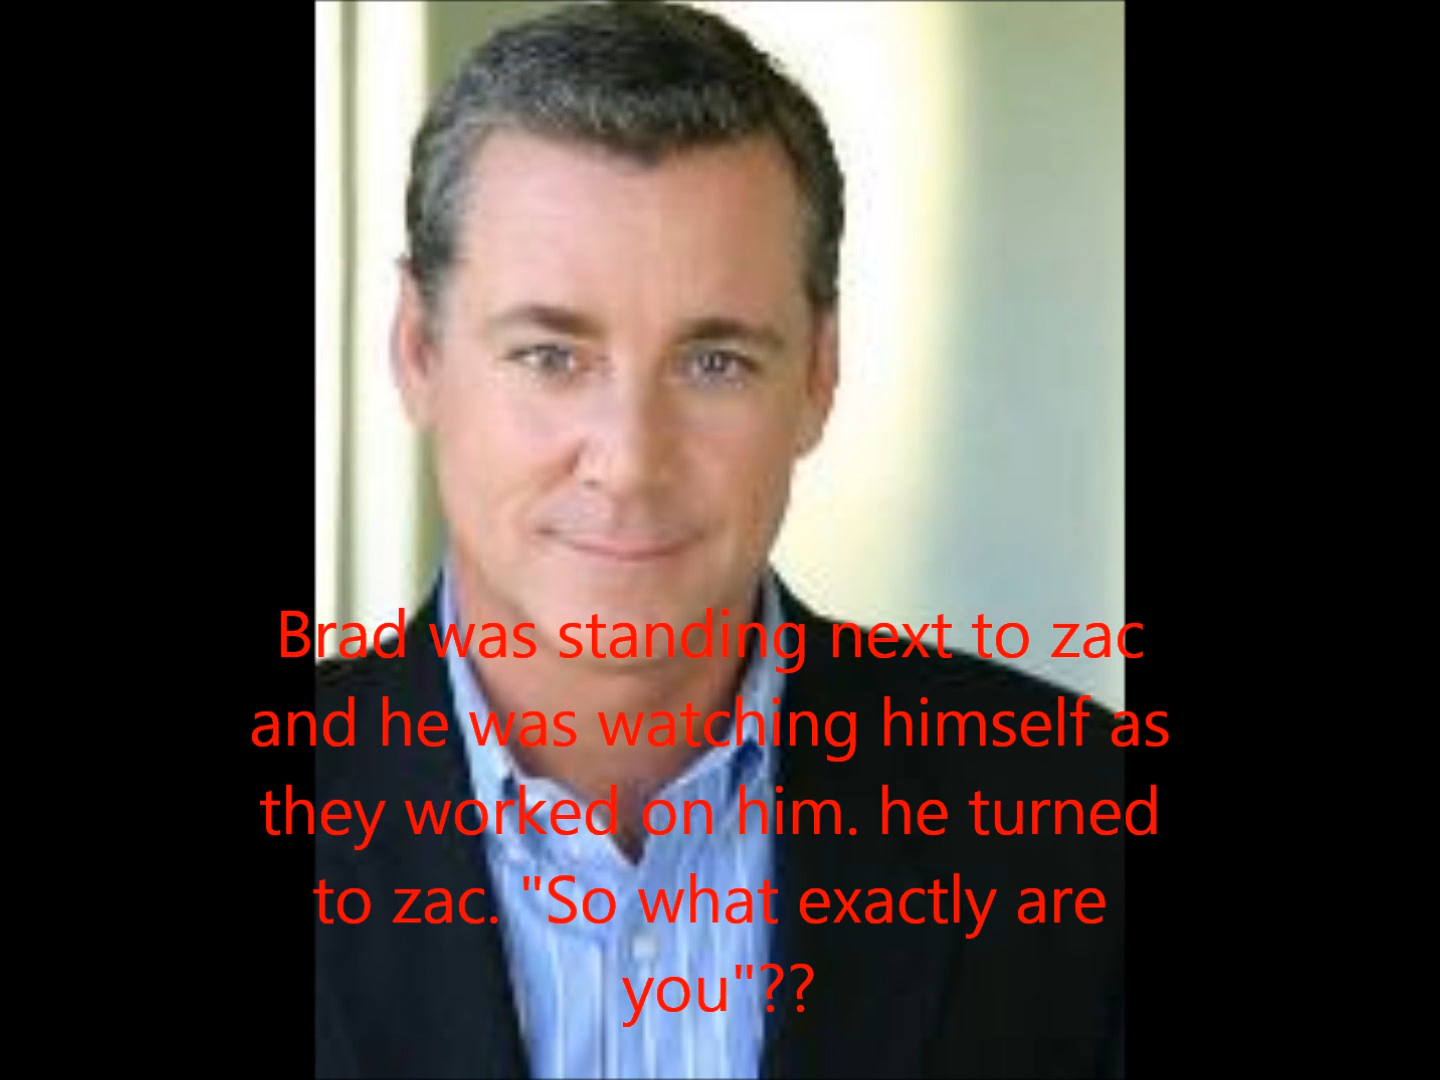 Brad was standing next to zac
and he was watching himself as
they worked on him. he turned
to zac. "So what exactly are
you"??